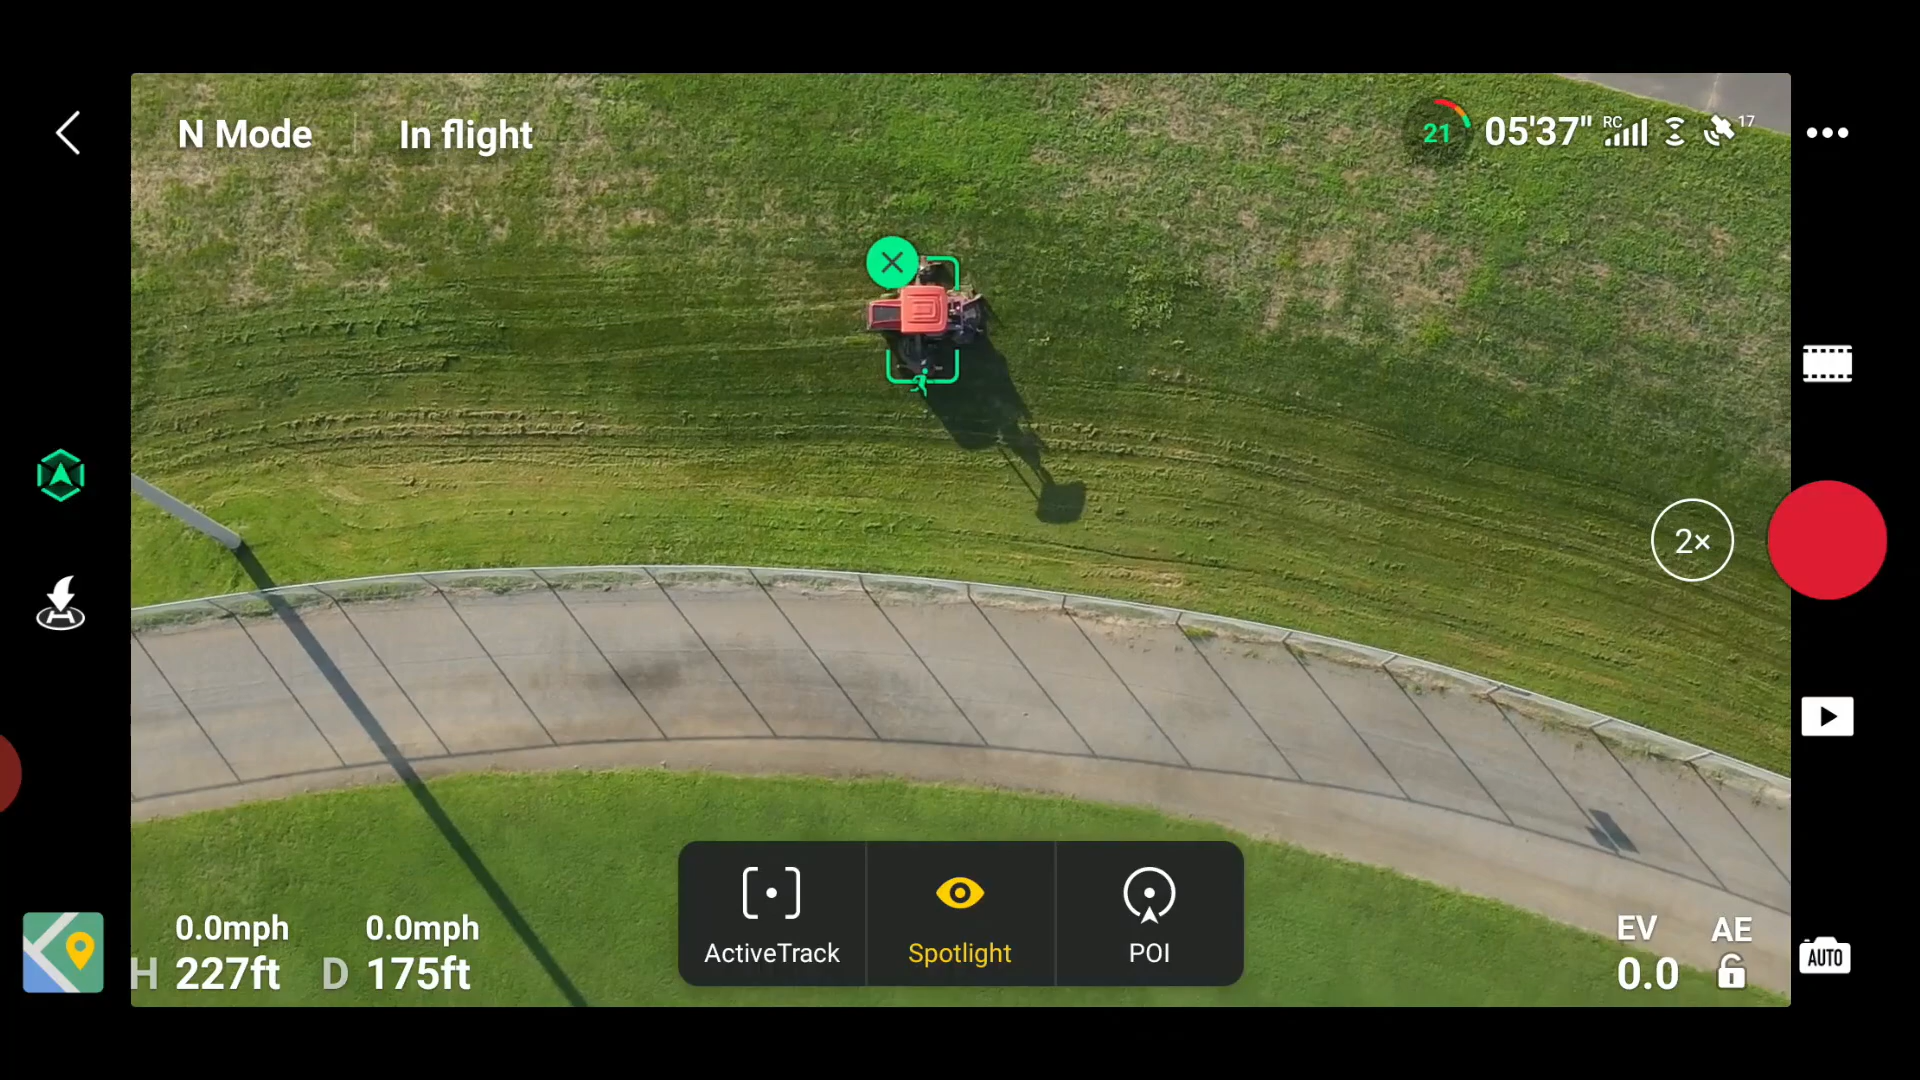 N Mode In flight
21 05'37" RC 17
2×
ActiveTrack Spotlight POI
0.0mph 0.0mph
H 227ft D 175ft
EV AE
0.0
AUTO